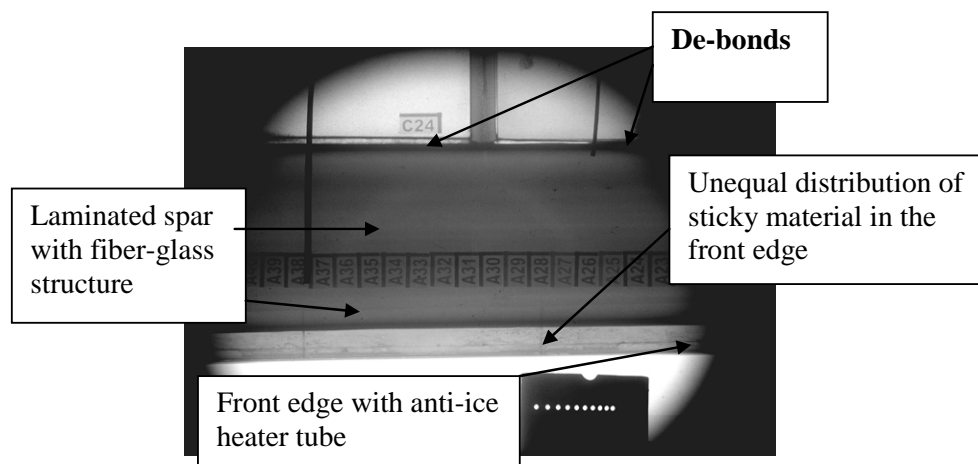 De-bonds
C24
Unequal distribution of
sticky material in the
front edge
Laminated spar
with fiber-glass
structure
A39 A38 A37 A36 A35 A34 A33 A32 A31 A30 A29 A28 A27 A26 A25 A24 A23
Front edge with anti-ice
heater tube